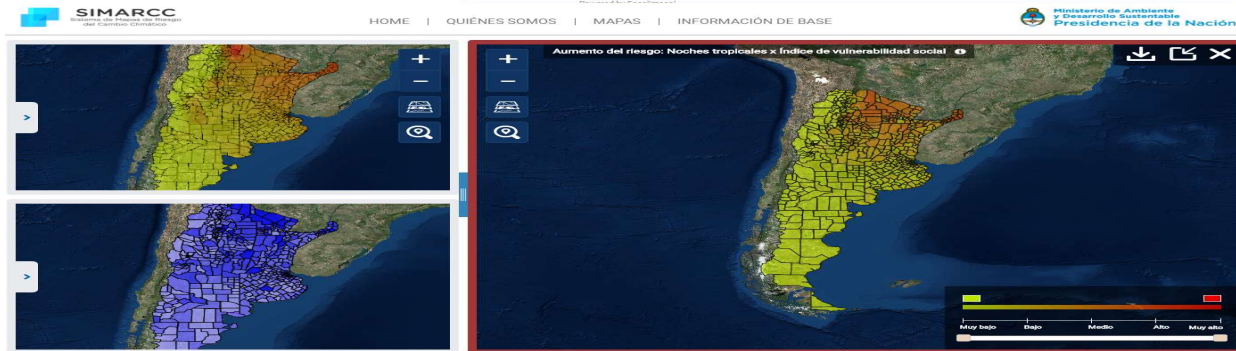 SIMARCC
Sistema de Mapas de Riesgo
del Cambio Climático
HOME | QUIÉNES SOMOS | MAPAS | INFORMACIÓN DE BASE
Ministerio de Ambiente
y Desarrollo Sustentable
Presidencia de la Nación
Aumento del riesgo: Noches tropicales x Índice de vulnerabilidad social
Muy bajo Bajo Medio Alto Muy alto